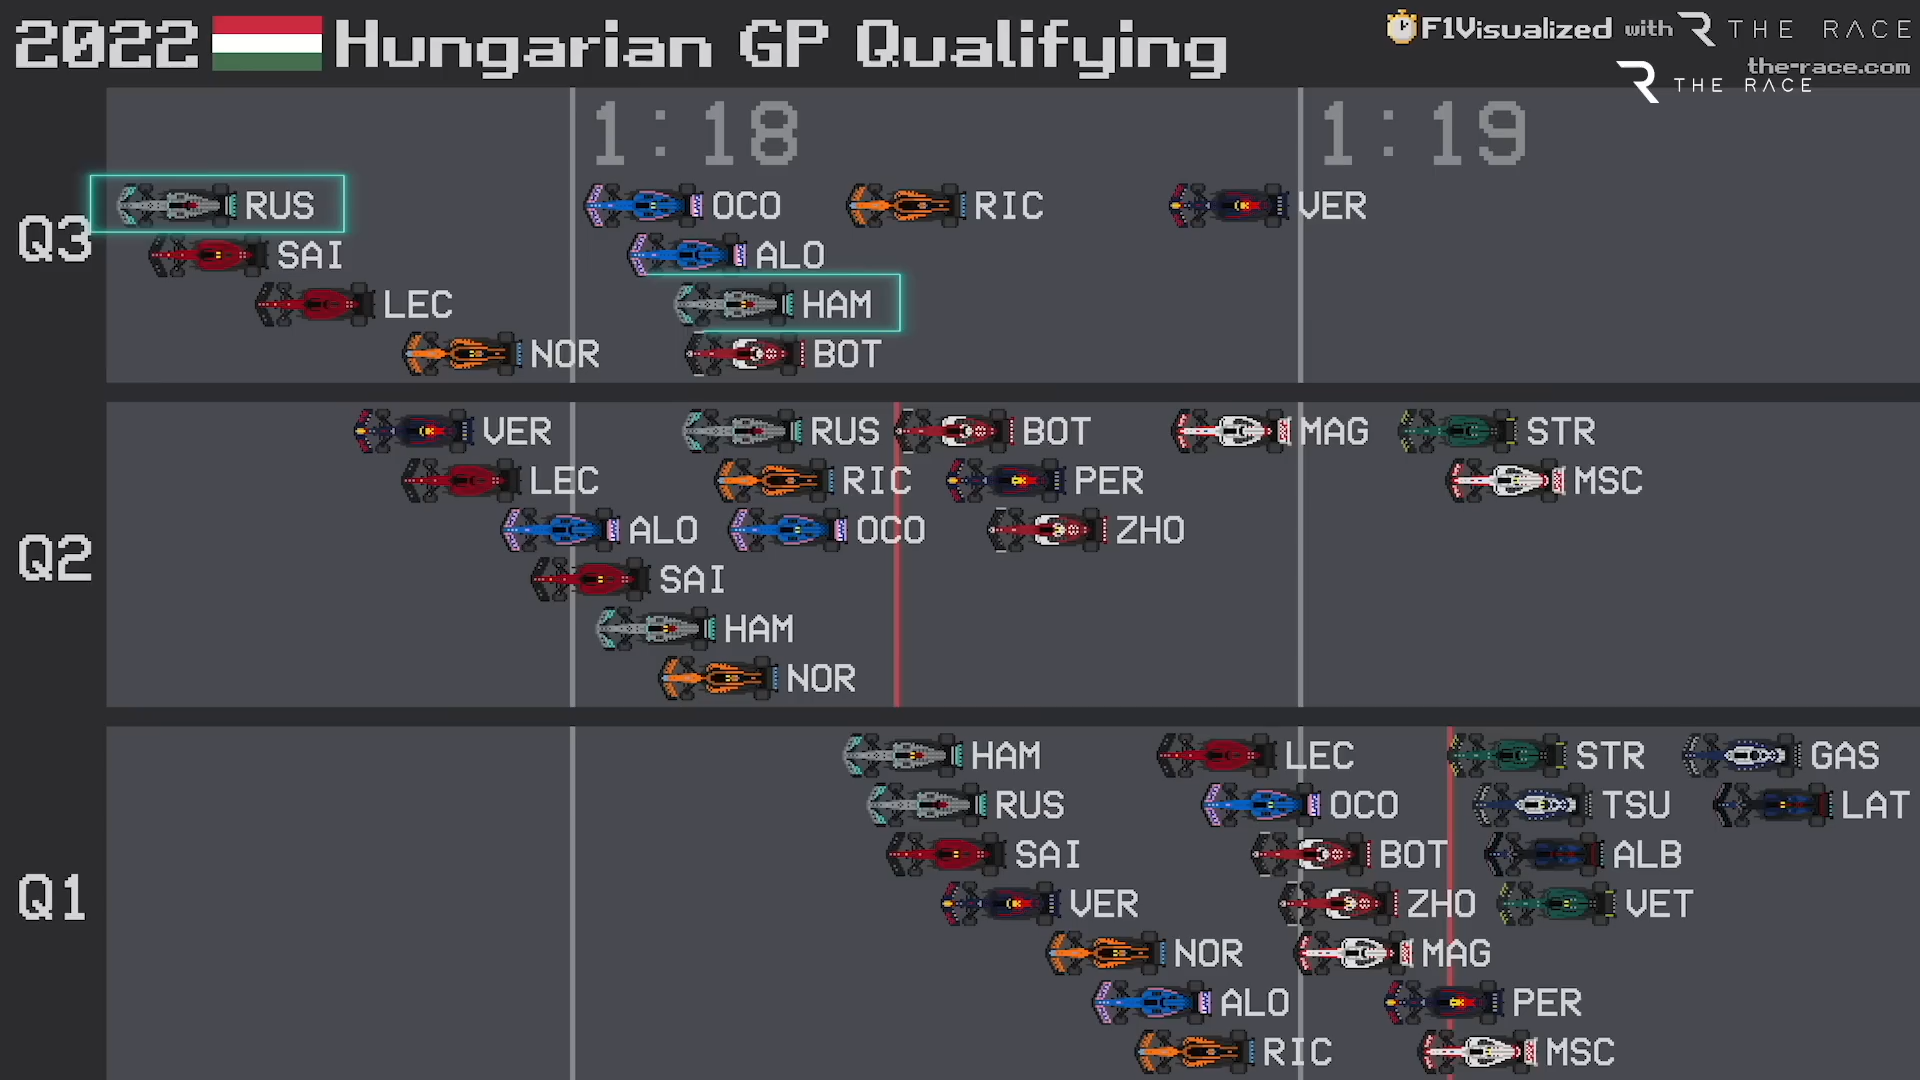 2022 Hungarian GP Qualifying
F1Visualized with THE RACE
the-race.com
THE RACE
1:18 1:19
Q3
RUS OCO RIC VER
SAI ALO
LEC HAM
NOR BOT
Q2
VER RUS BOT MAG STR
LEC RIC PER MSC
ALO OCO ZHO
SAI
HAM
NOR
Q1
HAM LEC STR GAS
RUS OCO TSU LAT
SAI BOT ALB
VER ZHO VET
NOR MAG
ALO PER
RIC MSC